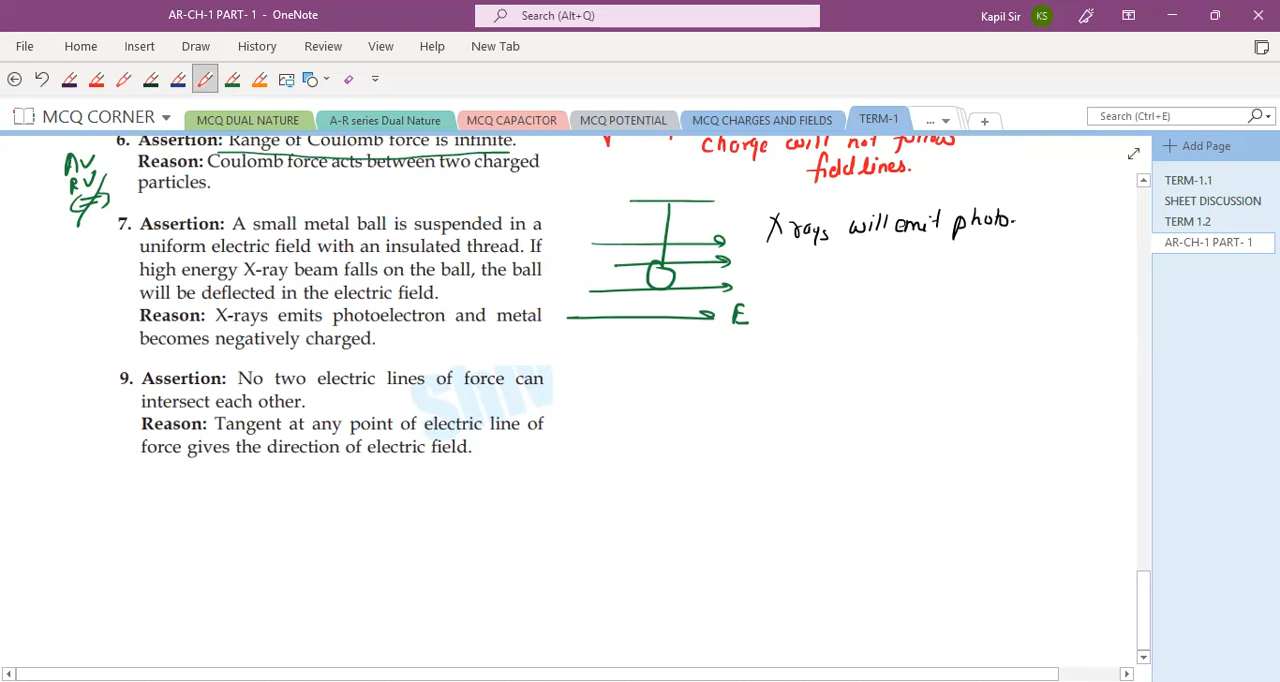 AR-CH-1 PART- 1 - OneNote
Search (Alt+Q)
Kapil Sir
KS
File Home Insert Draw History Review View Help New Tab
MCQ CORNER
MCQ DUAL NATURE
A-R series Dual Nature
MCQ CAPACITOR
MCQ POTENTIAL
MCQ CHARGES AND FIELDS
TERM-1
...
Search (Ctrl+E)
Add Page
TERM-1.1
SHEET DISCUSSION
TERM 1.2
AR-CH-1 PART- 1
6. Assertion: Range of Coulomb force is infinite.
Reason: Coulomb force acts between two charged
particles.
charge will not follows
field lines.
7. Assertion: A small metal ball is suspended in a
uniform electric field with an insulated thread. If
high energy X-ray beam falls on the ball, the ball
will be deflected in the electric field.
Reason: X-rays emits photoelectron and metal
becomes negatively charged.
E
X rays will emit photo-
9. Assertion: No two electric lines of force can
intersect each other.
Reason: Tangent at any point of electric line of
force gives the direction of electric field.